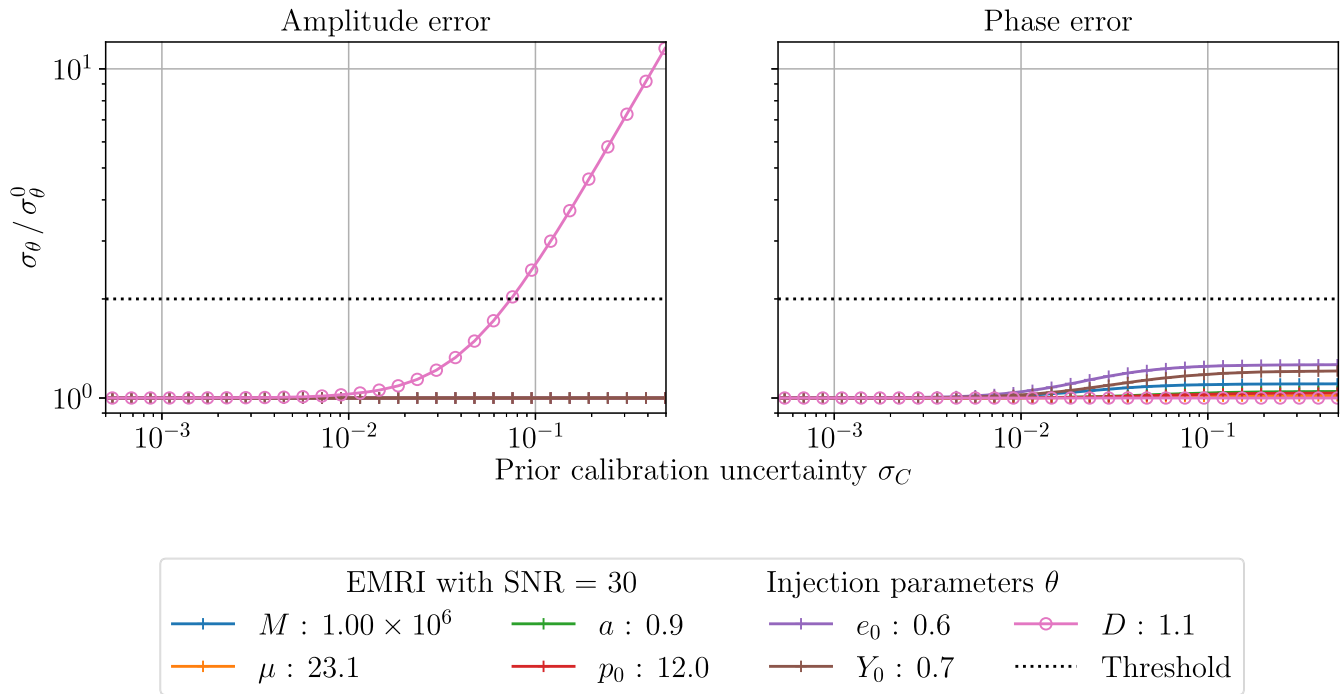 Amplitude error
Phase error
σ_θ / σ_θ^0
10^1
10^0
10^−3 10^−2 10^−1
10^−3 10^−2 10^−1
Prior calibration uncertainty σ_C
EMRI with SNR = 30 Injection parameters θ
M : 1.00 × 10^6 a : 0.9 e_0 : 0.6 D : 1.1
μ : 23.1 p_0 : 12.0 Y_0 : 0.7 Threshold